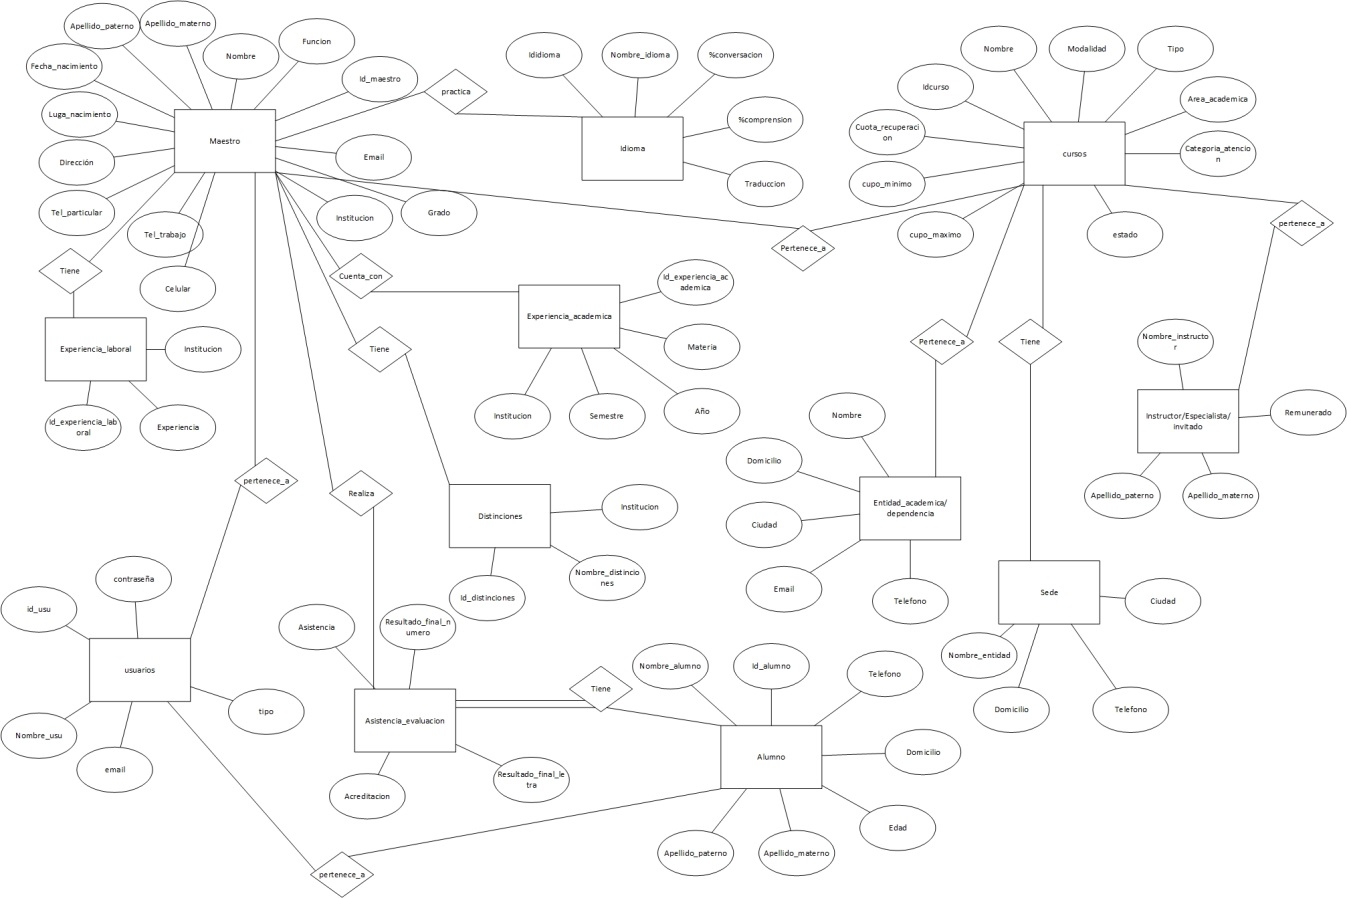 Apellido_paterno
Apellido_materno
Nombre
Funcion
Fecha_nacimiento
Id_maestro
Luga_nacimiento
Maestro
Email
Dirección
Tel_particular
Tel_trabajo
Institucion
Grado
Celular
practica
Ididioma
Nombre_idioma
%conversacion
%comprension
Idioma
Traduccion
Nombre
Modalidad
Tipo
Idcurso
Area_academica
Cuota_recuperaci
on
cursos
Categoria_atencio
n
cupo_minimo
cupo_maximo
estado
pertenece_a
Pertenece_a
Tiene
Cuenta_con
Experiencia_laboral
Institucion
Id_experiencia_lab
oral
Experiencia
Id_experiencia_ac
ademica
Experiencia_academica
Materia
Institucion
Semestre
Año
Tiene
Pertenece_a
Tiene
Nombre_instructo
r
Instructor/Especialista/
Invitado
Remunerado
Apellido_paterno
Apellido_materno
Nombre
Domicilio
Entidad_academica/
dependencia
Ciudad
Email
Telefono
pertenece_a
Realiza
Distinciones
Institucion
Nombre_distincio
nes
Id_distinciones
Sede
Ciudad
Nombre_entidad
Domicilio
Telefono
contraseña
id_usu
usuarios
tipo
Nombre_usu
email
Asistencia
Resultado_final_n
umero
Asistencia_evaluacion
Resultado_final_le
tra
Acreditacion
Tiene
Nombre_alumno
Id_alumno
Telefono
Alumno
Domicilio
Edad
Apellido_paterno
Apellido_materno
pertenece_a